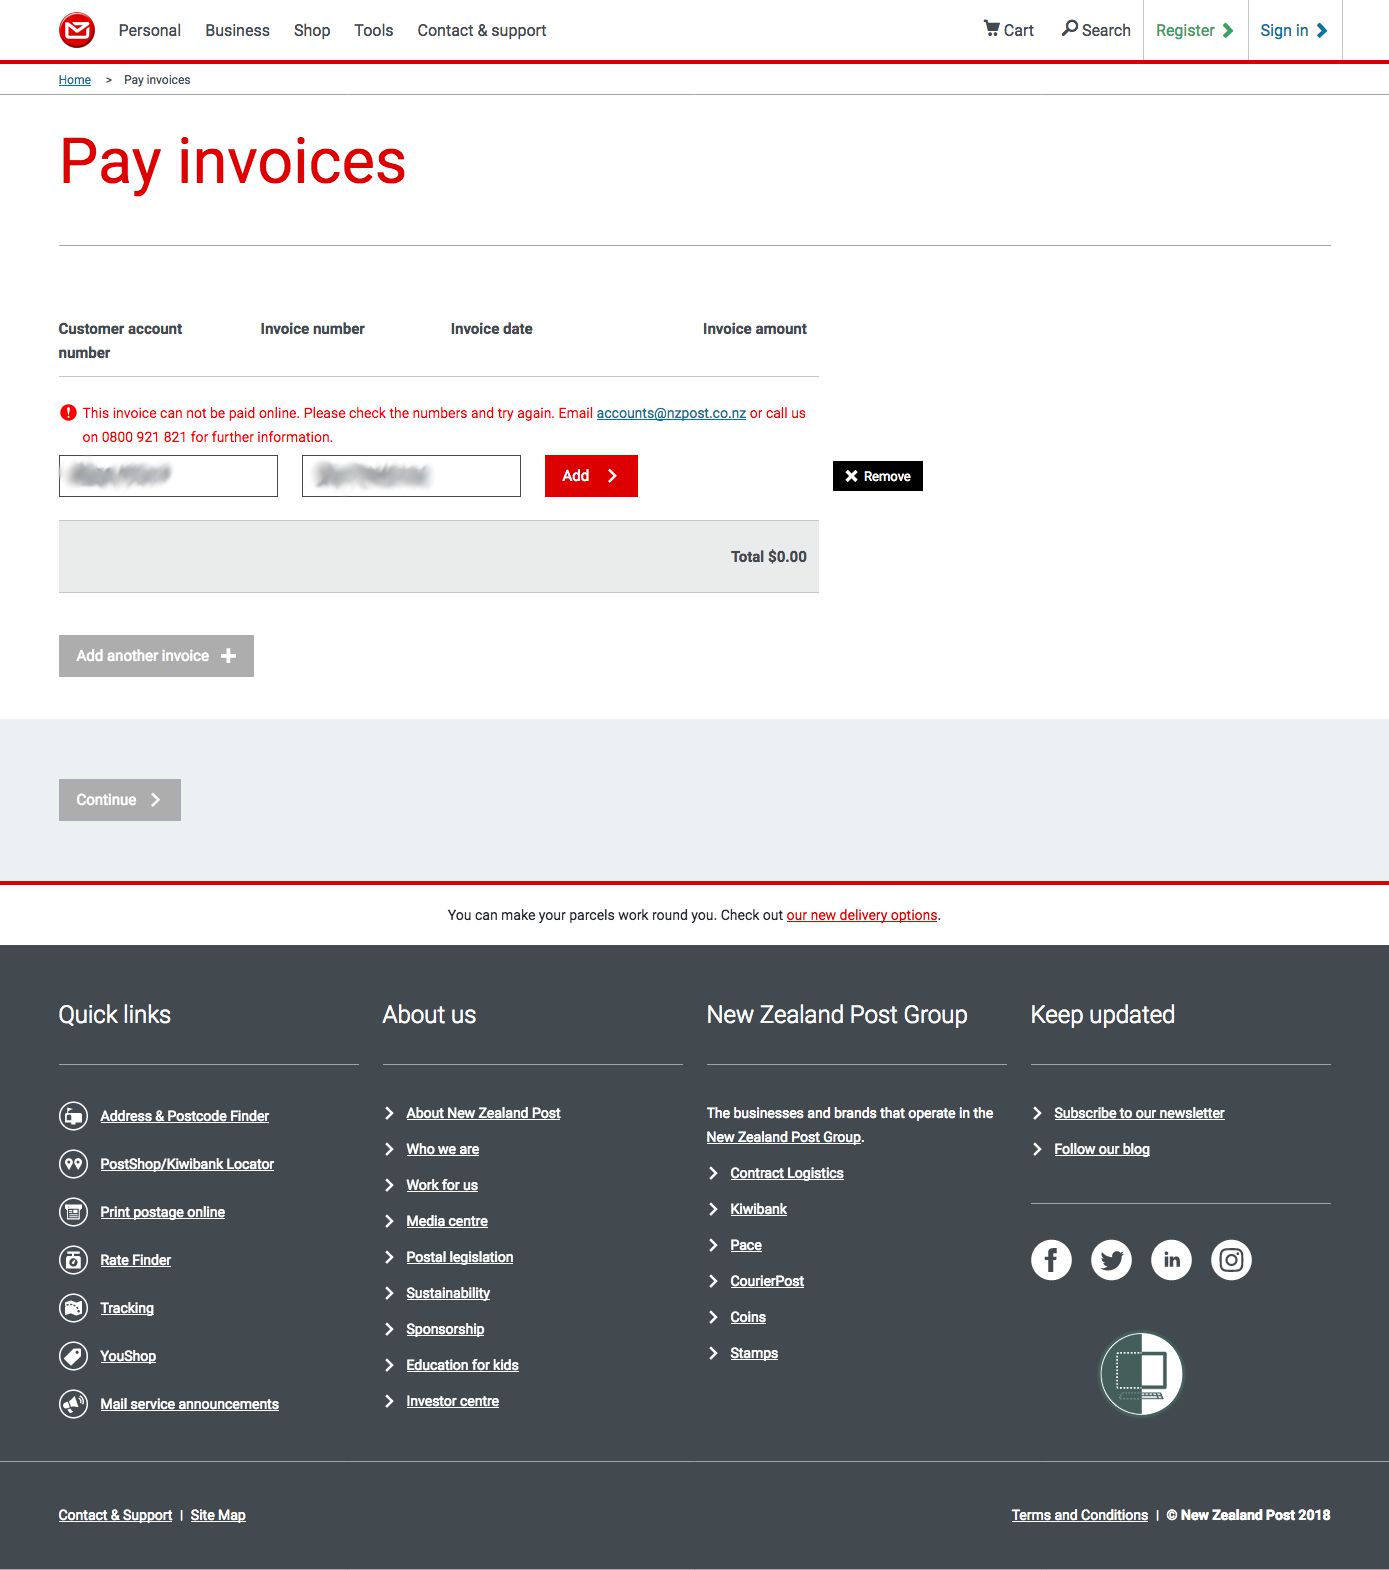 Personal Business Shop Tools Contact & support Cart Search Register Sign in
Home > Pay invoices
Pay invoices
Customer account number Invoice number Invoice date Invoice amount
This invoice can not be paid online. Please check the numbers and try again. Email accounts@nzpost.co.nz or call us
on 0800 921 821 for further information.
Add Remove
Total $0.00
Add another invoice
Continue
You can make your parcels work round you. Check out our new delivery options.
Quick links
Address & Postcode Finder
PostShop/Kiwibank Locator
Print postage online
Rate Finder
Tracking
YouShop
Mail service announcements
About us
About New Zealand Post
Who we are
Work for us
Media centre
Postal legislation
Sustainability
Sponsorship
Education for kids
Investor centre
New Zealand Post Group
The businesses and brands that operate in the
New Zealand Post Group.
Contract Logistics
Kiwibank
Pace
CourierPost
Coins
Stamps
Keep updated
Subscribe to our newsletter
Follow our blog
Contact & Support | Site Map
Terms and Conditions | © New Zealand Post 2018